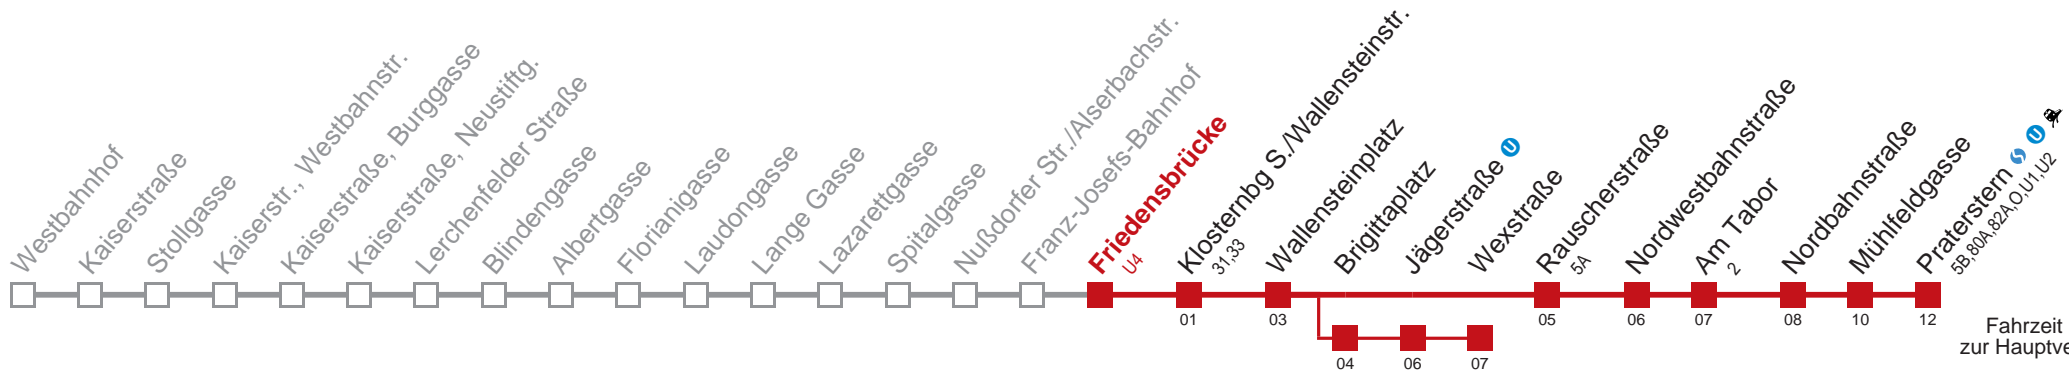 Westbahnhof
Kaiserstraße
Stollgasse
Kaiserstr., Westbahnstr.
Kaiserstraße, Burggasse
Kaiserstraße, Neustiftg.
Lerchenfelder Straße
Blindengasse
Albertgasse
Florianigasse
Laudongasse
Lange Gasse
Lazarettgasse
Spitalgasse
Nußdorfer Str./Alserbachstr.
Franz-Josefs-Bahnhof
Friedensbrücke
U4
Klosternbg S./Wallensteinstr.
31,33
Wallensteinplatz
Brigittaplatz
Jägerstraße U
Wexstraße
Rauscherstraße
5A
Nordwestbahnstraße
Am Tabor
2
Nordbahnstraße
Mühlfeldgasse
Praterstern S U
5B,80A,82A,O,U1,U2
01
03
05
06
07
08
10
12
04
06
07
Fahrzeit
zur Hauptve